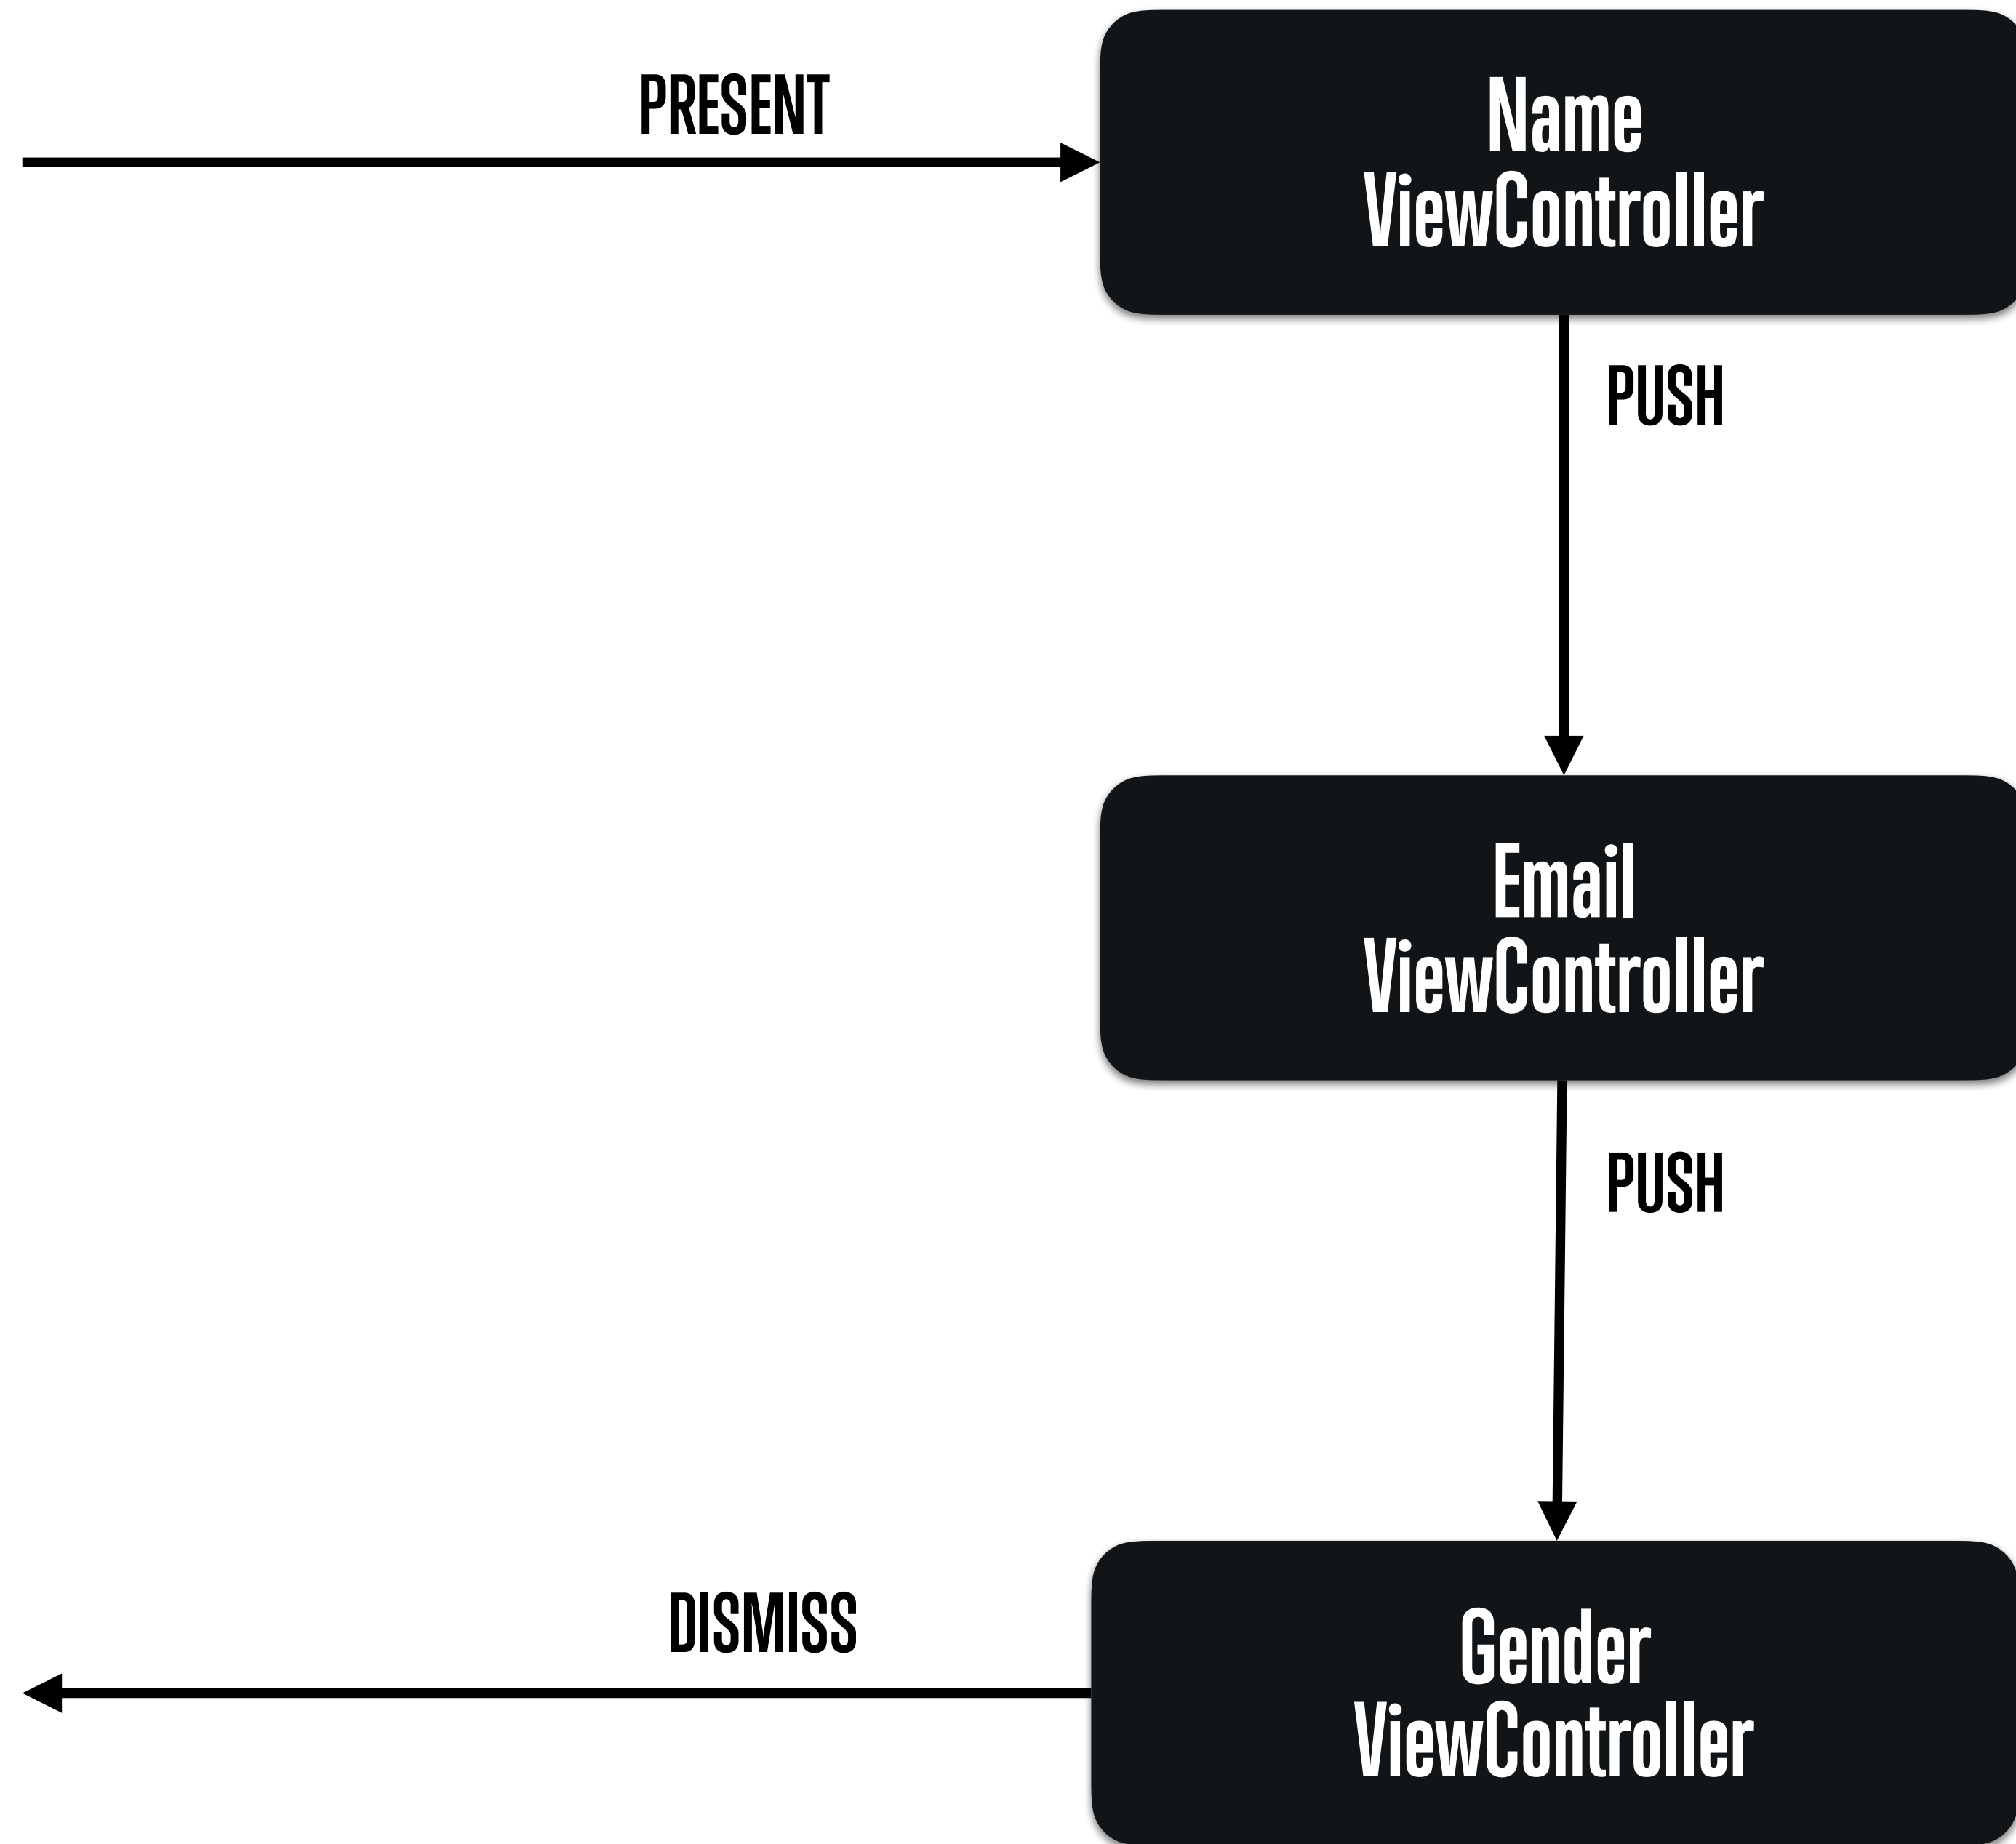 PRESENT
Name
ViewController
PUSH
Email
ViewController
PUSH
DISMISS
Gender
ViewController